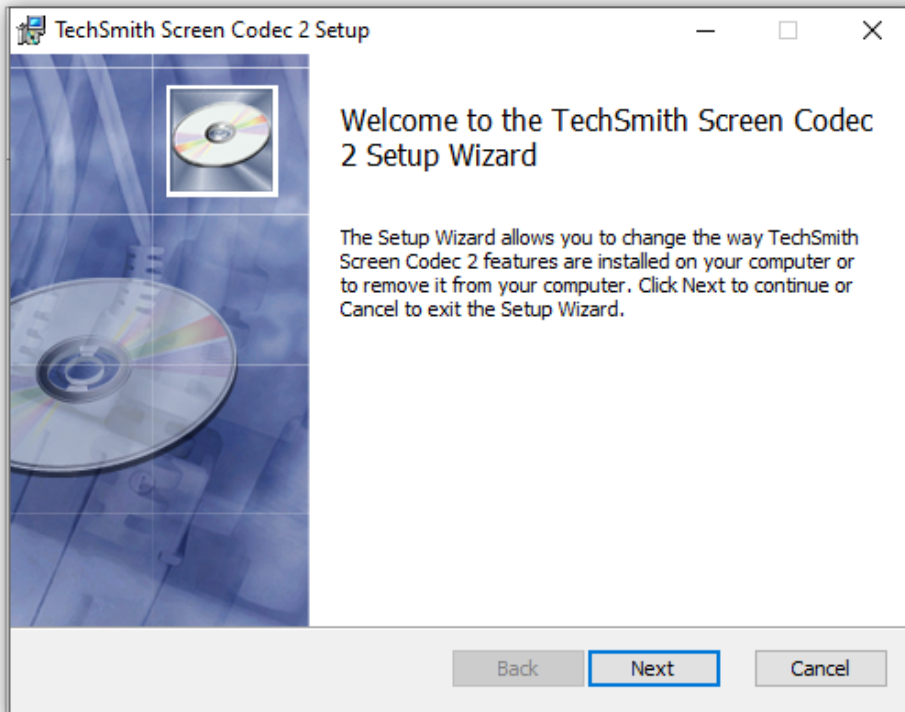 TechSmith Screen Codec 2 Setup
Welcome to the TechSmith Screen Codec
2 Setup Wizard
The Setup Wizard allows you to change the way TechSmith
Screen Codec 2 features are installed on your computer or
to remove it from your computer. Click Next to continue or
Cancel to exit the Setup Wizard.
Back Next Cancel